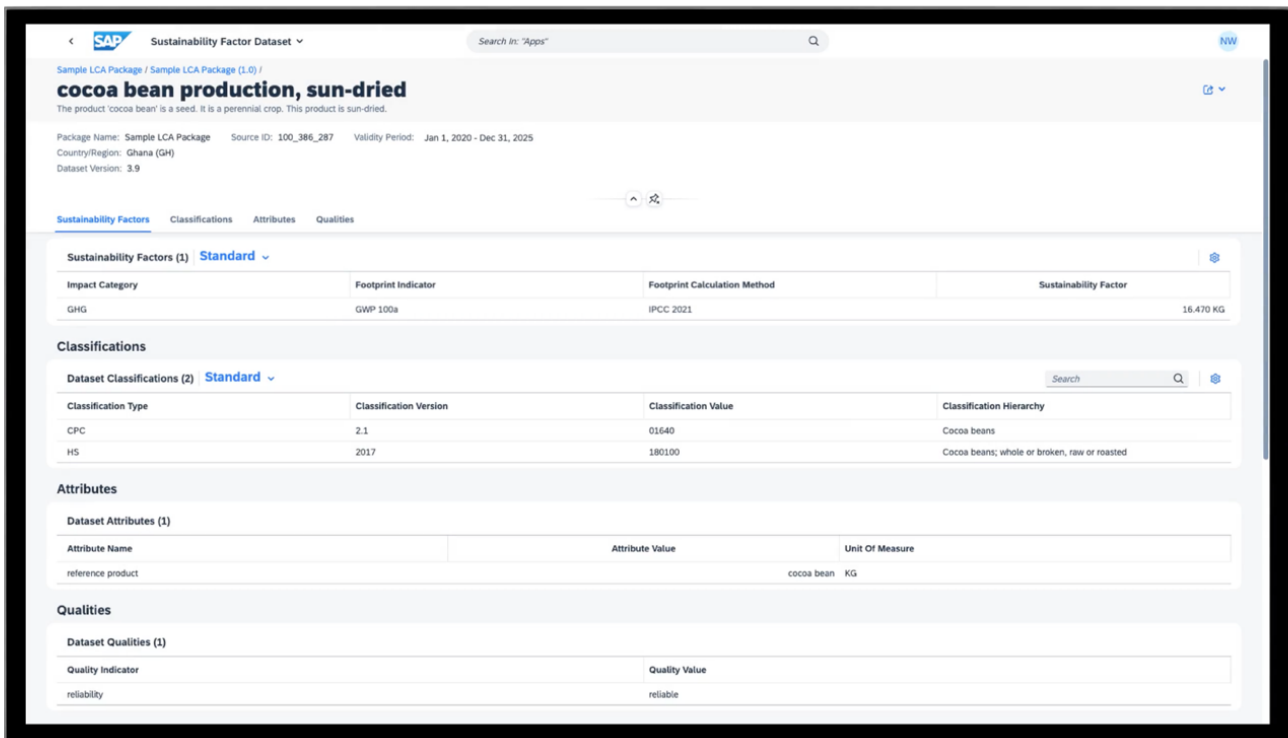 SAP Sustainability Factor Dataset Search In: "Apps" NW
Sample LCA Package / Sample LCA Package (1.0) /
cocoa bean production, sun-dried
The product 'cocoa bean' is a seed. It is a perennial crop. This product is sun-dried.
Package Name: Sample LCA Package Source ID: 100_386_287 Validity Period: Jan 1, 2020 - Dec 31, 2025
Country/Region: Ghana (GH)
Dataset Version: 3.9
Sustainability Factors Classifications Attributes Qualities
Sustainability Factors (1) Standard
Impact Category Footprint Indicator Footprint Calculation Method Sustainability Factor
GHG GWP 100a IPCC 2021 16.470 KG
Classifications
Dataset Classifications (2) Standard Search
Classification Type Classification Version Classification Value Classification Hierarchy
CPC 2.1 01640 Cocoa beans
HS 2017 180100 Cocoa beans; whole or broken, raw or roasted
Attributes
Dataset Attributes (1)
Attribute Name Attribute Value Unit Of Measure
reference product cocoa bean KG
Qualities
Dataset Qualities (1)
Quality Indicator Quality Value
reliability reliable